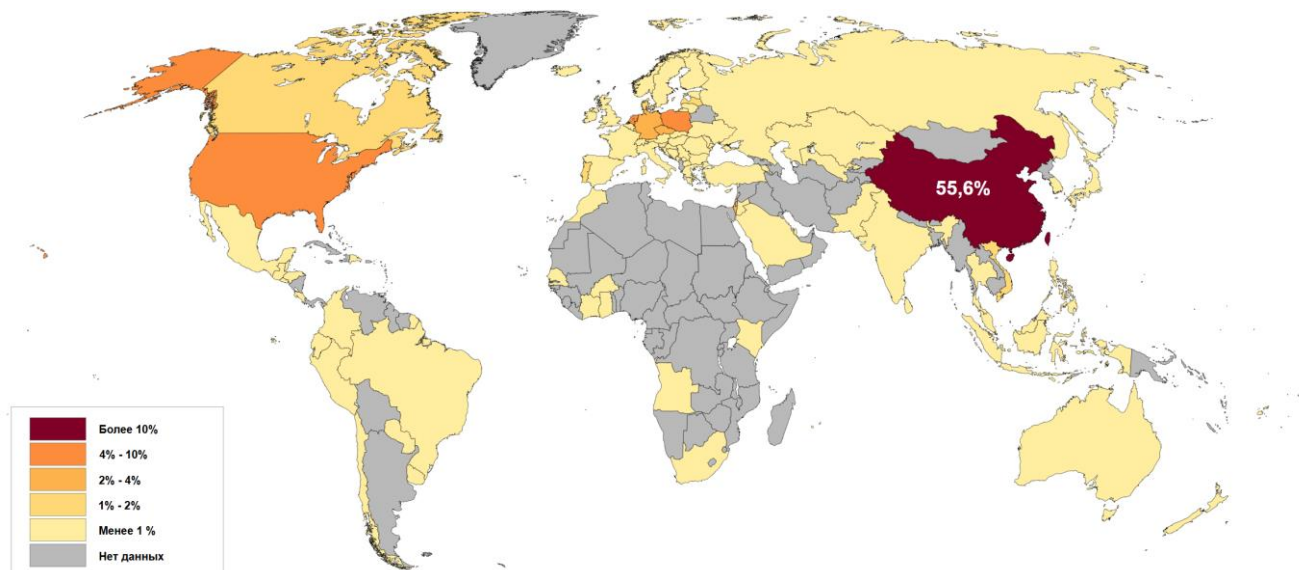 55,6%
Более 10%
4% - 10%
2% - 4%
1% - 2%
Менее 1 %
Нет данных